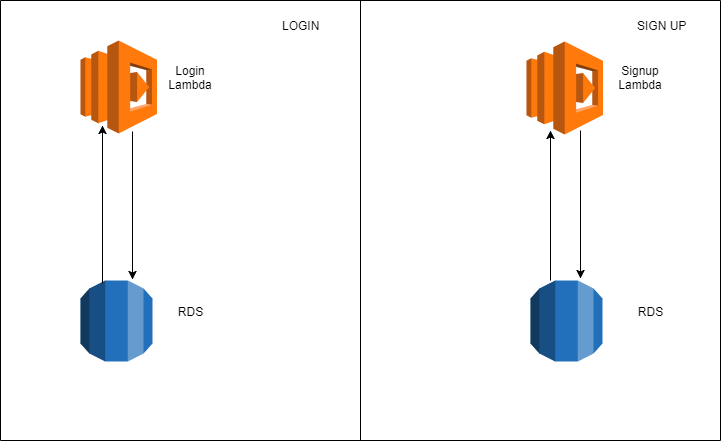 LOGIN
Login
Lambda
RDS
SIGN UP
Signup
Lambda
RDS